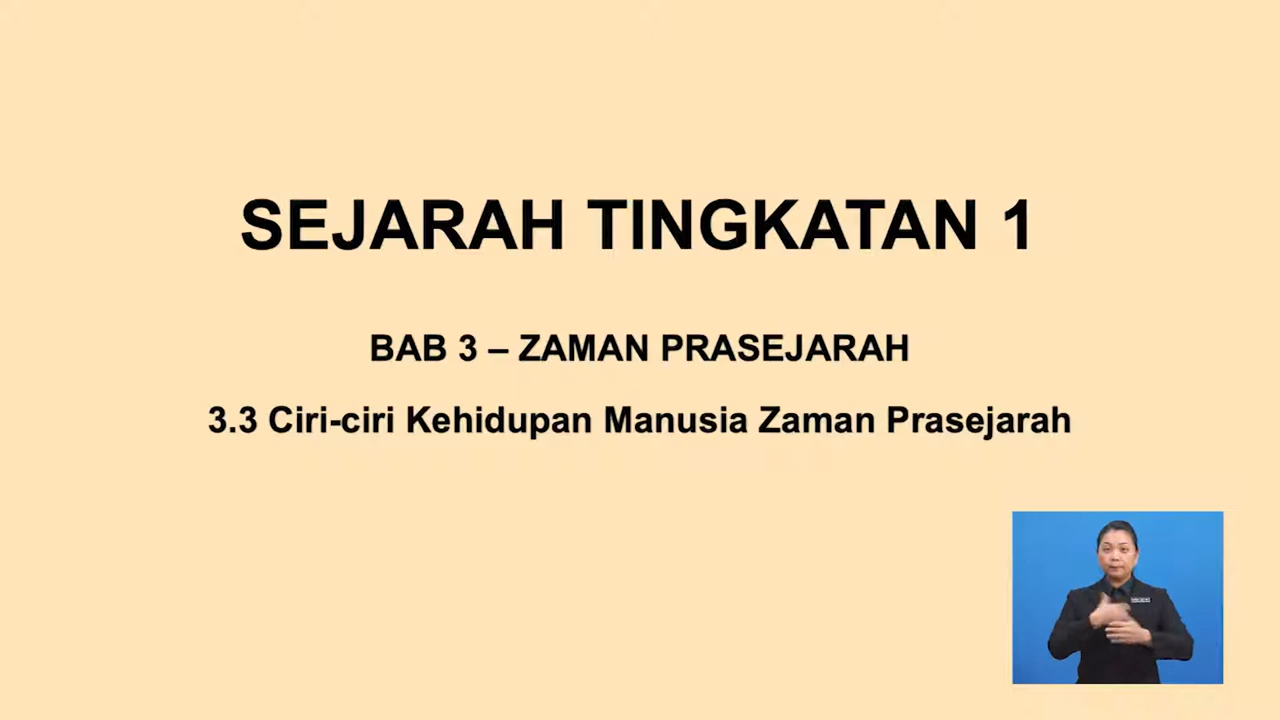 SEJARAH TINGKATAN 1
BAB 3 – ZAMAN PRASEJARAH
3.3 Ciri-ciri Kehidupan Manusia Zaman Prasejarah